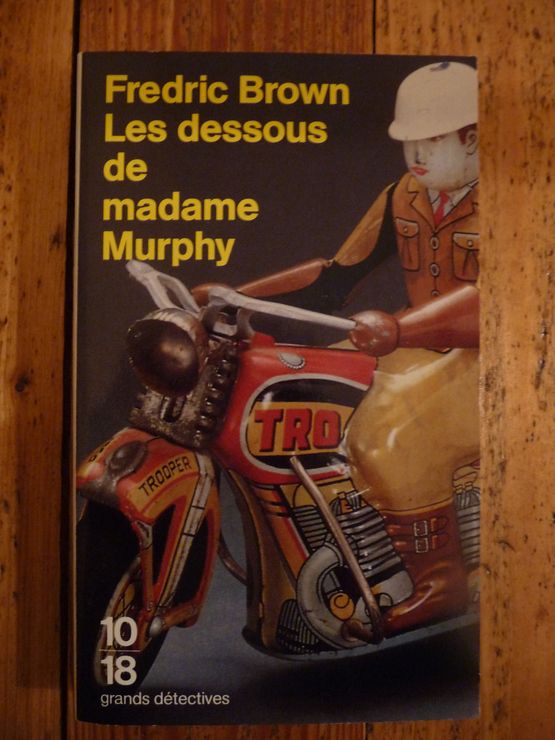 Fredric Brown
Les dessous
de
madame
Murphy
TRO
TROOPER
10
18
grands détectives